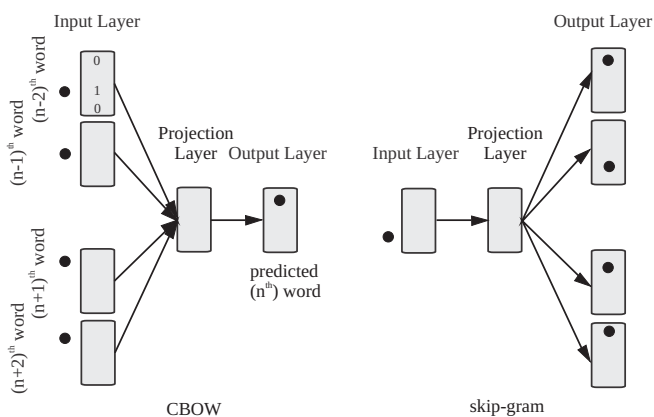 Input Layer
(n-2)th word
0
1
0
(n-1)th word
(n+1)th word
(n+2)th word
Projection
Layer
Output Layer
predicted
(nth) word
CBOW
Input Layer
Projection
Layer
Output Layer
skip-gram